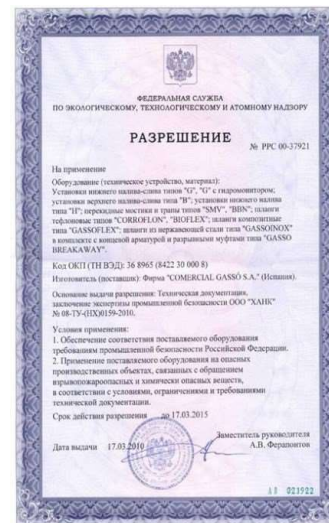 ФЕДЕРАЛЬНАЯ СЛУЖБА
ПО ЭКОЛОГИЧЕСКОМУ, ТЕХНОЛОГИЧЕСКОМУ И АТОМНОМУ НАДЗОРУ
РАЗРЕШЕНИЕ
№ РРС 00-37921
На применение
Оборудование (техническое устройство, материал):
Установки нижнего налива-слива типов "G", "G" с гидромонитором;
установки верхнего налива-слива типа "B"; установки нижнего налива
типа "H"; перекидные мостики и трапы типов "SMV", "BBN"; шланги
тефлоновые типов "CORROFLON", "BIOFLEX"; шланги композитные
типа "GASSOFLEX"; шланги из нержавеющей стали типа "GASSOINOX"
в комплекте с концевой арматурой и разрывными муфтами типа "GASSO
BREAKAWAY".
Код ОКП (ТН ВЭД): 36 8965 (8422 30 000 8)
Изготовитель (поставщик): Фирма "COMERCIAL GASSÓ S.A." (Испания).
Основание выдачи разрешения: Техническая документация,
заключение экспертизы промышленной безопасности ООО "ХАНК"
№ 08-ТУ-(НХ)0159-2010.
Условия применения:
1. Обеспечение соответствия поставляемого оборудования
требованиям промышленной безопасности Российской Федерации.
2. Применение поставляемого оборудования на опасных
производственных объектах, связанных с обращением
взрывопожароопасных и химически опасных веществ,
в соответствии с условиями, ограничениями и требованиями
технической документации.
Срок действия разрешения до 17.03.2015
Заместитель руководителя
Дата выдачи 17.03.2010 А.В. Ферапонтов
АВ 023922